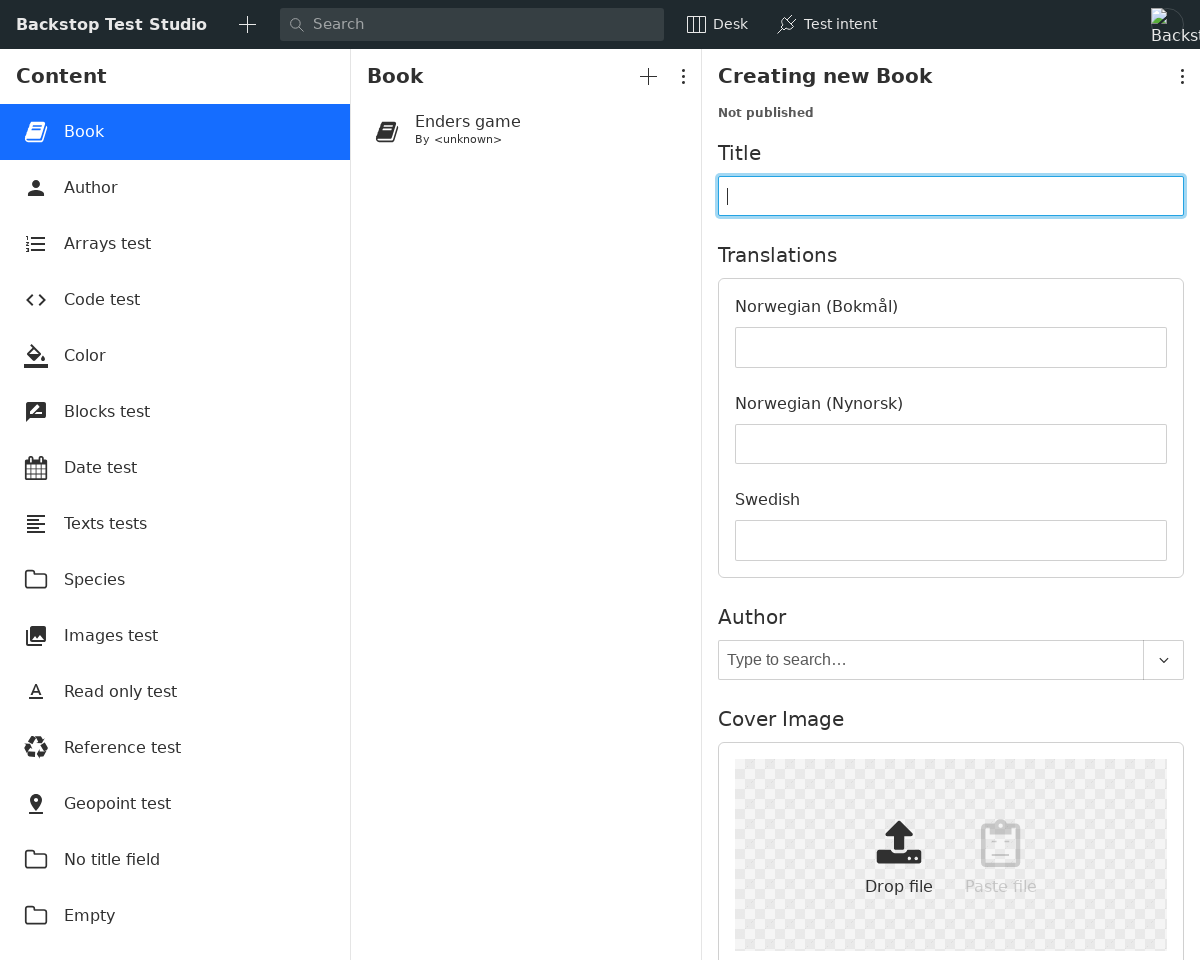 Backstop Test Studio
Search
Desk
Test intent
Backs
Content
Book
Author
Arrays test
Code test
Color
Blocks test
Date test
Texts tests
Species
Images test
Read only test
Reference test
Geopoint test
No title field
Empty
Book
Enders game
By <unknown>
Creating new Book
Not published
Title
Translations
Norwegian (Bokmål)
Norwegian (Nynorsk)
Swedish
Author
Type to search…
Cover Image
Drop file
Paste file